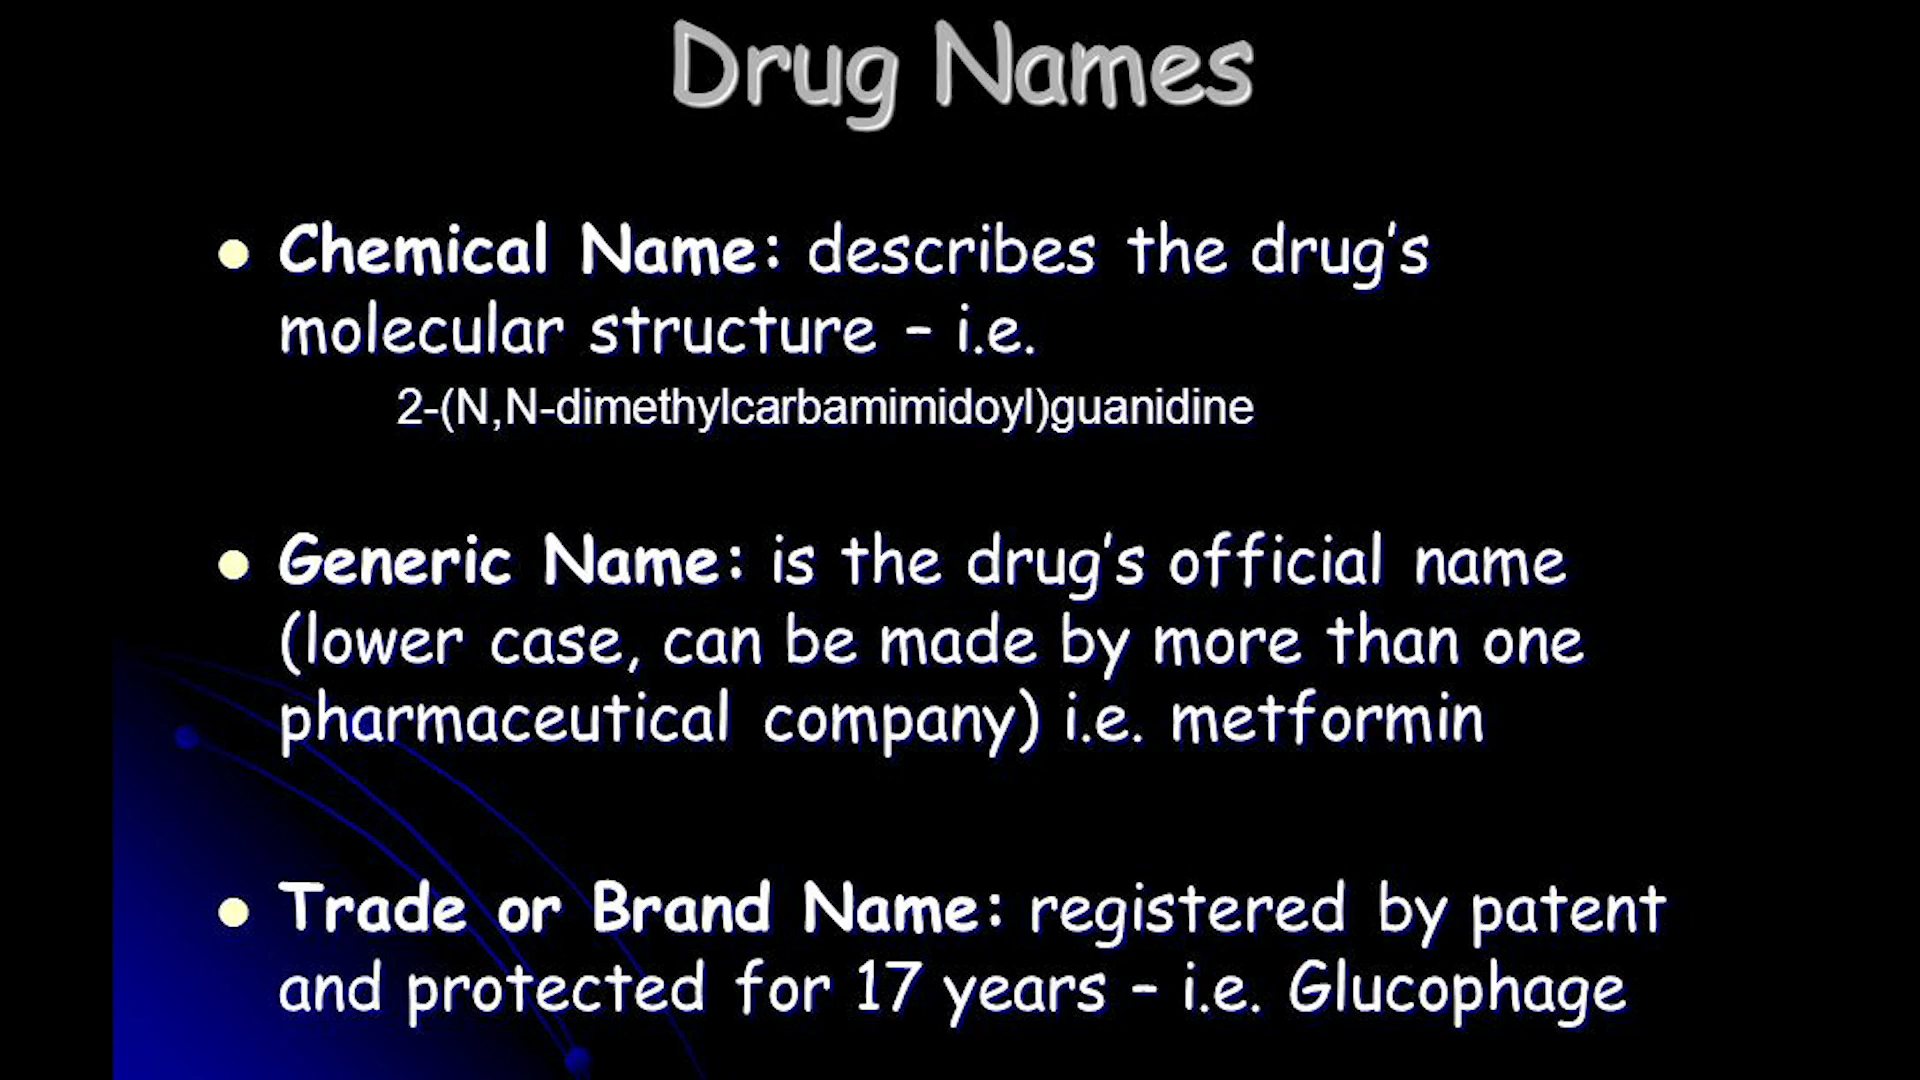 Drug Names
Chemical Name: describes the drug's
molecular structure – i.e.
2-(N,N-dimethylcarbamimidoyl)guanidine
Generic Name: is the drug's official name
(lower case, can be made by more than one
pharmaceutical company) i.e. metformin
Trade or Brand Name: registered by patent
and protected for 17 years – i.e. Glucophage